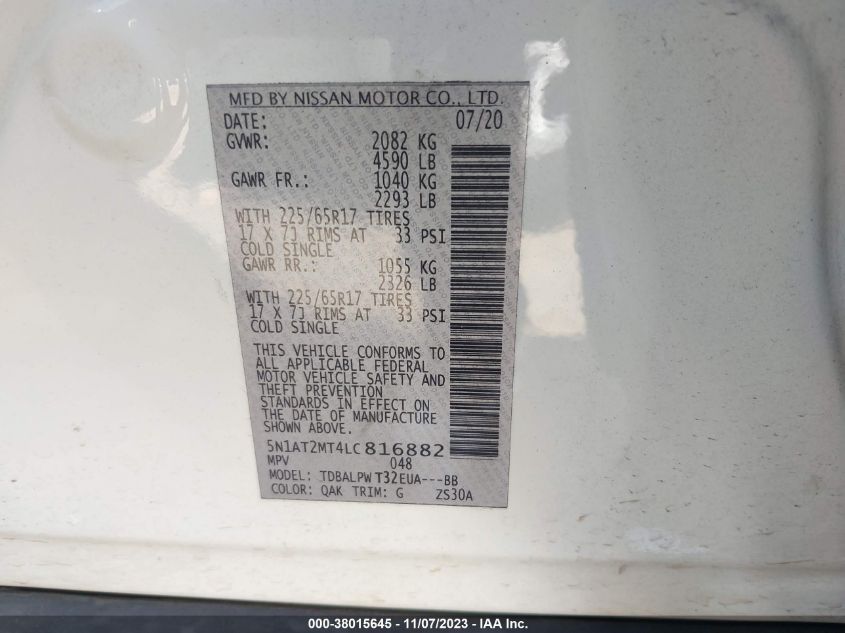 MFD BY NISSAN MOTOR CO., LTD.
DATE: 07/20
GVWR: 2082 KG
4590 LB
GAWR FR.: 1040 KG
2293 LB
WITH 225/65R17 TIRES
17 X 7J RIMS AT 33 PSI
COLD SINGLE
GAWR RR.: 1055 KG
2326 LB
WITH 225/65R17 TIRES
17 X 7J RIMS AT 33 PSI
COLD SINGLE
THIS VEHICLE CONFORMS TO
ALL APPLICABLE FEDERAL
MOTOR VEHICLE SAFETY AND
THEFT PREVENTION
STANDARDS IN EFFECT ON
THE DATE OF MANUFACTURE
SHOWN ABOVE.
5N1AT2MT4LC816882
MPV 048
MODEL: TDBALPW T32EUA---BB
COLOR: QAK TRIM: G ZS30A
000-38015645 - 11/07/2023 - IAA Inc.